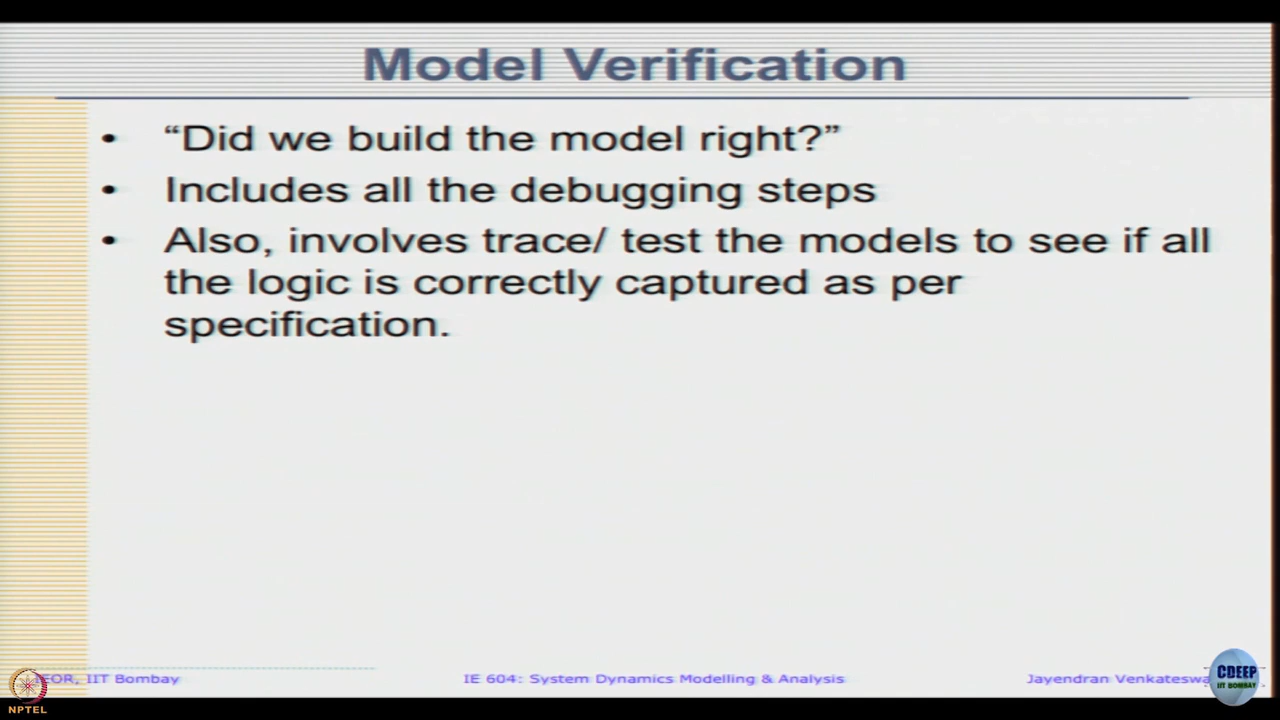 Model Verification
• “Did we build the model right?”
• Includes all the debugging steps
• Also, involves trace/ test the models to see if all
the logic is correctly captured as per
specification.
IIT Bombay
IE 604: System Dynamics Modelling & Analysis
Jayendran
CDEEP
IIT BOMBAY
NPTEL